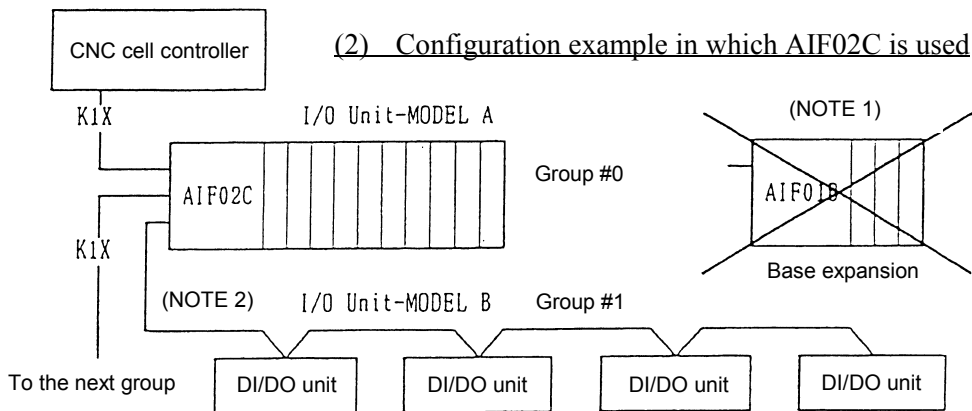 CNC cell controller
(2) Configuration example in which AIF02C is used
K1X
I/O Unit-MODEL A
(NOTE 1)
AIF02C
Group #0
AIF01B
K1X
Base expansion
(NOTE 2)
I/O Unit-MODEL B
Group #1
To the next group
DI/DO unit
DI/DO unit
DI/DO unit
DI/DO unit